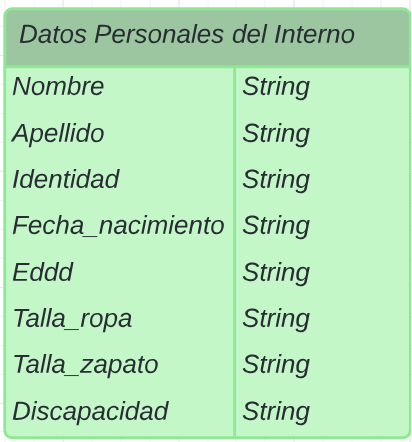 Datos Personales del Interno
Nombre String
Apellido String
Identidad String
Fecha_nacimiento String
Eddd String
Talla_ropa String
Talla_zapato String
Discapacidad String